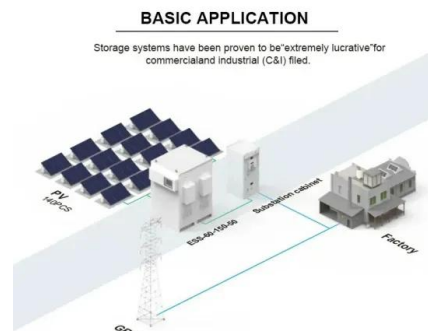 BASIC APPLICATION
Storage systems have been proven to be"extremely lucrative"for
commercialand industrial (C&I) filed.
PV
140PCS
ESS-60-150-50
Substation cabinet
Factory